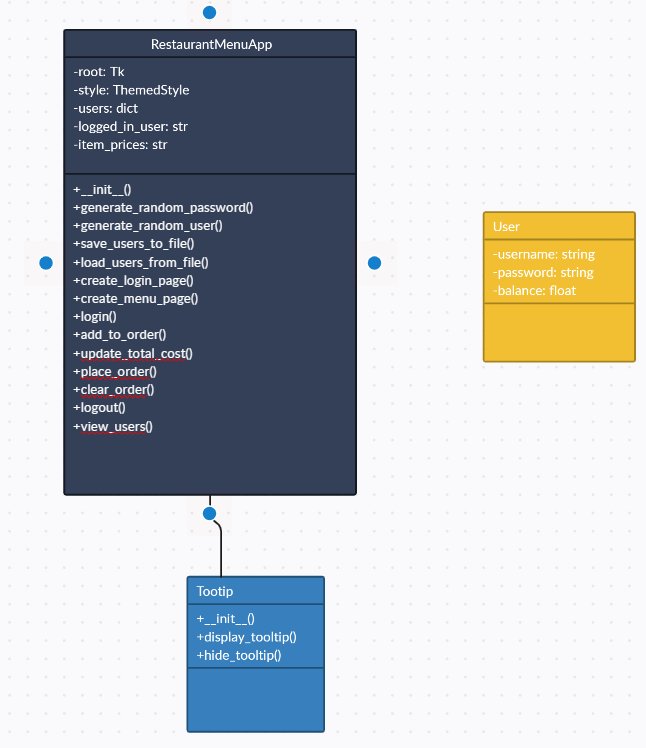 RestaurantMenuApp
-root: Tk
-style: ThemedStyle
-users: dict
-logged_in_user: str
-item_prices: str
+__init__()
+generate_random_password()
+generate_random_user()
+save_users_to_file()
+load_users_from_file()
+create_login_page()
+create_menu_page()
+login()
+add_to_order()
+update_total_cost()
+place_order()
+clear_order()
+logout()
+view_users()
User
-username: string
-password: string
-balance: float
Tootip
+__init__()
+display_tooltip()
+hide_tooltip()